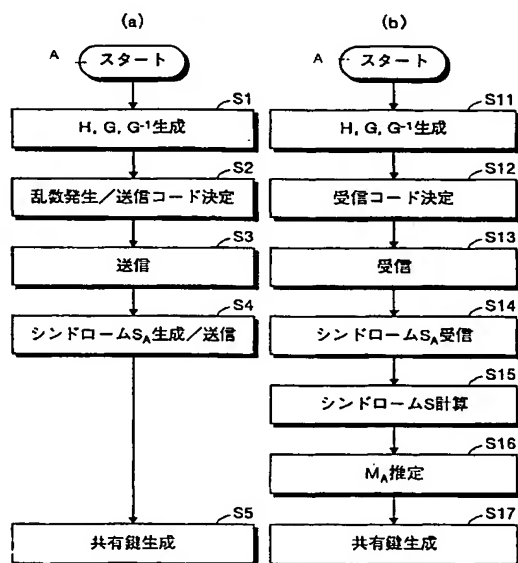 (a)
A
スタート
S1
H, G, G⁻¹生成
S2
乱数発生／送信コード決定
S3
送信
S4
シンドロームS_A生成／送信
S5
共有鍵生成
(b)
A
スタート
S11
H, G, G⁻¹生成
S12
受信コード決定
S13
受信
S14
シンドロームS_A受信
S15
シンドロームS計算
S16
M_A推定
S17
共有鍵生成